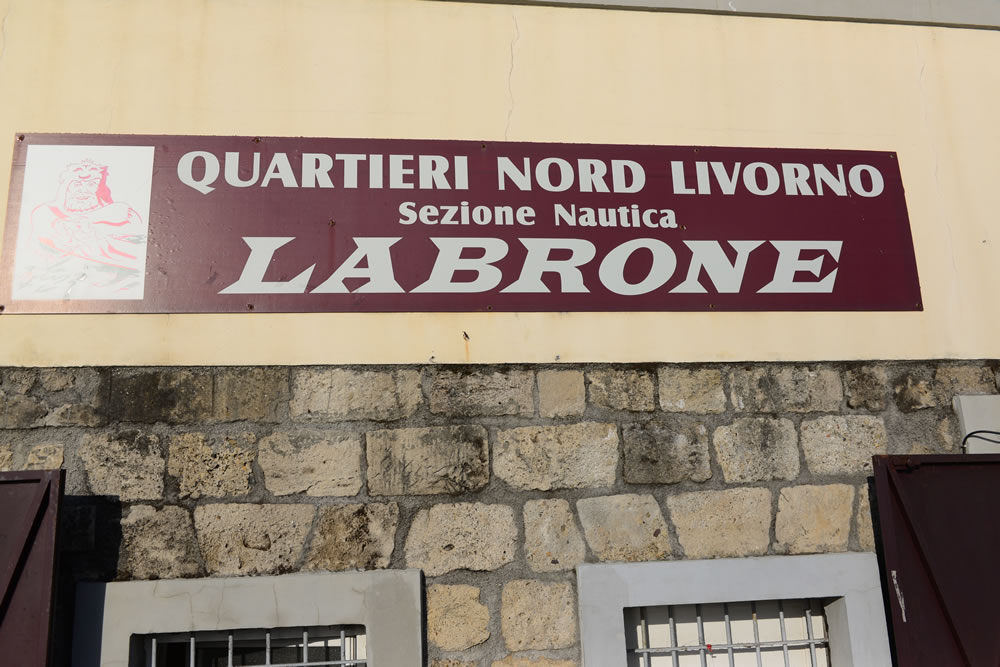 QUARTIERI NORD LIVORNO
Sezione Nautica
LABRONE